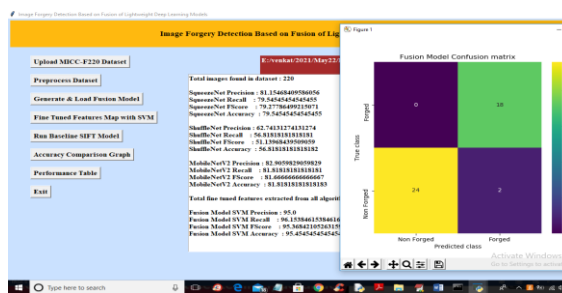 Image Forgery Detection Based on Fusion of Lightweight Deep Learning Models
Image Forgery Detection Based on Fusion of Lig
Upload MICC-F220 Dataset
E:/venkat/2021/May22/
Preprocess Dataset
Generate & Load Fusion Model
Fine Tuned Features Map with SVM
Run Baseline SIFT Model
Accuracy Comparison Graph
Performance Table
Exit
Total images found in dataset : 220
SqueezeNet Precision : 81.15468409586056
SqueezeNet Recall : 79.54545454545455
SqueezeNet FScore : 79.27786499215071
SqueezeNet Accuracy : 79.54545454545455
ShuffleNet Precision : 62.74131274131274
ShuffleNet Recall : 56.81818181818181
ShuffleNet FScore : 51.13968439509059
ShuffleNet Accuracy : 56.81818181818182
MobileNetV2 Precision : 82.9059829059829
MobileNetV2 Recall : 81.81818181818181
MobileNetV2 FScore : 81.66666666666667
MobileNetV2 Accuracy : 81.81818181818183
Total fine tuned features extracted from all algorit
Fusion Model SVM Precision : 95.0
Fusion Model SVM Recall : 96.15384615384616
Fusion Model SVM FScore : 95.36842105263155
Fusion Model SVM Accuracy : 95.4545454545454
Figure 1
Fusion Model Confusion matrix
True class
Forged
0
18
Non Forged
24
2
Non Forged
Forged
Predicted class
Activate Windows
Go to Settings to activat
Type here to search